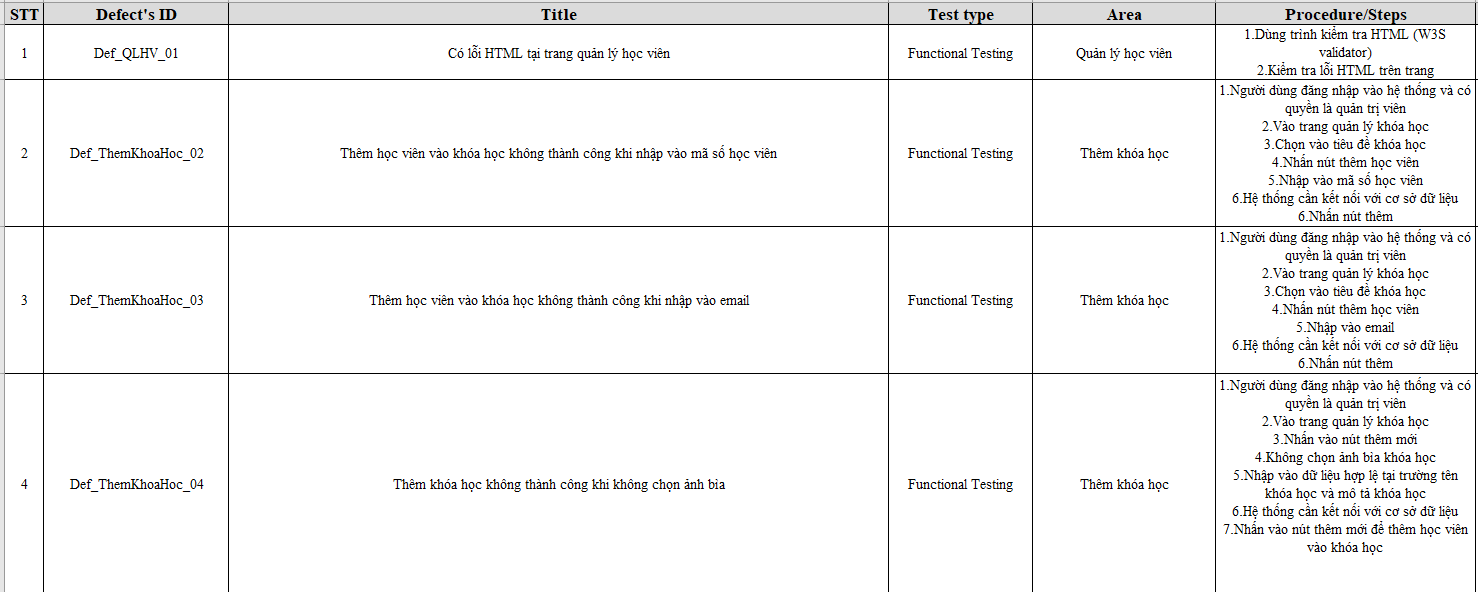 STT Defect's ID Title Test type Area Procedure/Steps
1 Def_QLHV_01 Có lỗi HTML tại trang quản lý học viên Functional Testing Quản lý học viên 1.Dùng trình kiểm tra HTML (W3S
validator)
2.Kiểm tra lỗi HTML trên trang
2 Def_ThemKhoaHoc_02 Thêm học viên vào khóa học không thành công khi nhập vào mã số học viên Functional Testing Thêm khóa học 1.Người dùng đăng nhập vào hệ thống và có
quyền là quản trị viên
2.Vào trang quản lý khóa học
3.Chọn vào tiêu đề khóa học
4.Nhấn nút thêm học viên
5.Nhập vào mã số học viên
6.Hệ thống cần kết nối với cơ sở dữ liệu
6.Nhấn nút thêm
3 Def_ThemKhoaHoc_03 Thêm học viên vào khóa học không thành công khi nhập vào email Functional Testing Thêm khóa học 1.Người dùng đăng nhập vào hệ thống và có
quyền là quản trị viên
2.Vào trang quản lý khóa học
3.Chọn vào tiêu đề khóa học
4.Nhấn nút thêm học viên
5.Nhập vào email
6.Hệ thống cần kết nối với cơ sở dữ liệu
6.Nhấn nút thêm
4 Def_ThemKhoaHoc_04 Thêm khóa học không thành công khi không chọn ảnh bìa Functional Testing Thêm khóa học 1.Người dùng đăng nhập vào hệ thống và có
quyền là quản trị viên
2.Vào trang quản lý khóa học
3.Nhấn vào nút thêm mới
4.Không chọn ảnh bìa khóa học
5.Nhập vào dữ liệu hợp lệ tại trường tên
khóa học và mô tả khóa học
6.Hệ thống cần kết nối với cơ sở dữ liệu
7.Nhấn vào nút thêm mới để thêm học viên
vào khóa học